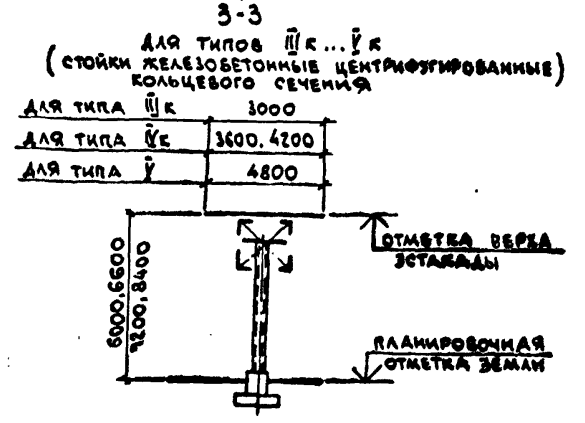 3-3
ДЛЯ ТИПОВ IIIк...Vк
(СТОЙКИ ЖЕЛЕЗОБЕТОННЫЕ ЦЕНТРИФУГИРОВАННЫЕ)
КОЛЬЦЕВОГО СЕЧЕНИЯ
ДЛЯ ТИПА IIIк 3000
ДЛЯ ТИПА IVк 3600, 4200
ДЛЯ ТИПА V 4800
ОТМЕТКА ВЕРХА
ЭСТАКАДЫ
6000, 6600
7200, 8400
ПЛАНИРОВОЧНАЯ
ОТМЕТКА ЗЕМЛИ